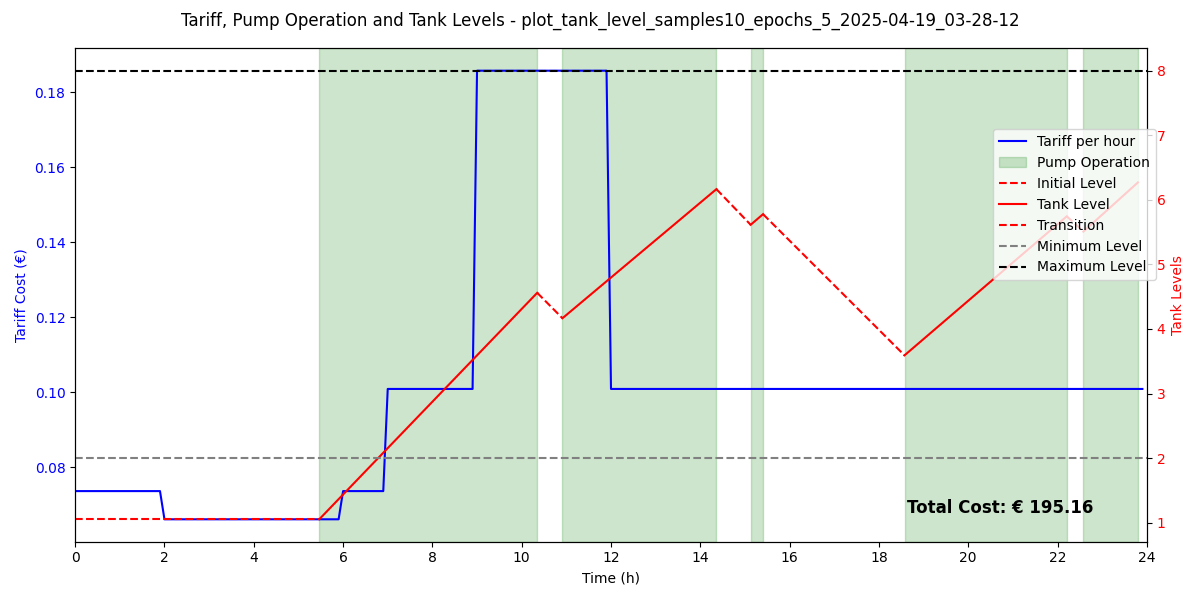 Tariff, Pump Operation and Tank Levels - plot_tank_level_samples10_epochs_5_2025-04-19_03-28-12
Tariff Cost (€)
0.18
0.16
0.14
0.12
0.10
0.08
8
7
6
5
4
3
2
1
Tank Levels
Tariff per hour
Pump Operation
Initial Level
Tank Level
Transition
Minimum Level
Maximum Level
Total Cost: € 195.16
0 2 4 6 8 10 12 14 16 18 20 22 24
Time (h)